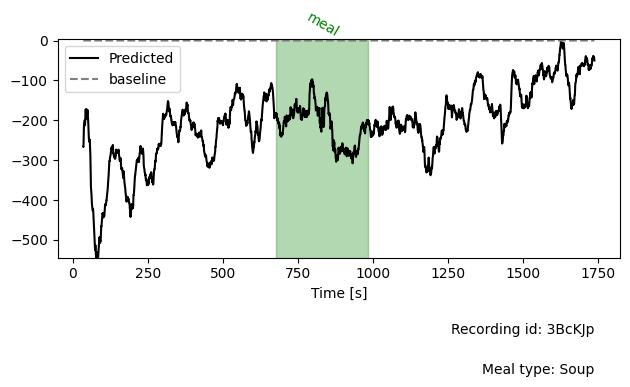 meal
Predicted
baseline
0
−100
−200
−300
−400
−500
0 250 500 750 1000 1250 1500 1750
Time [s]
Recording id: 3BcKJp
Meal type: Soup